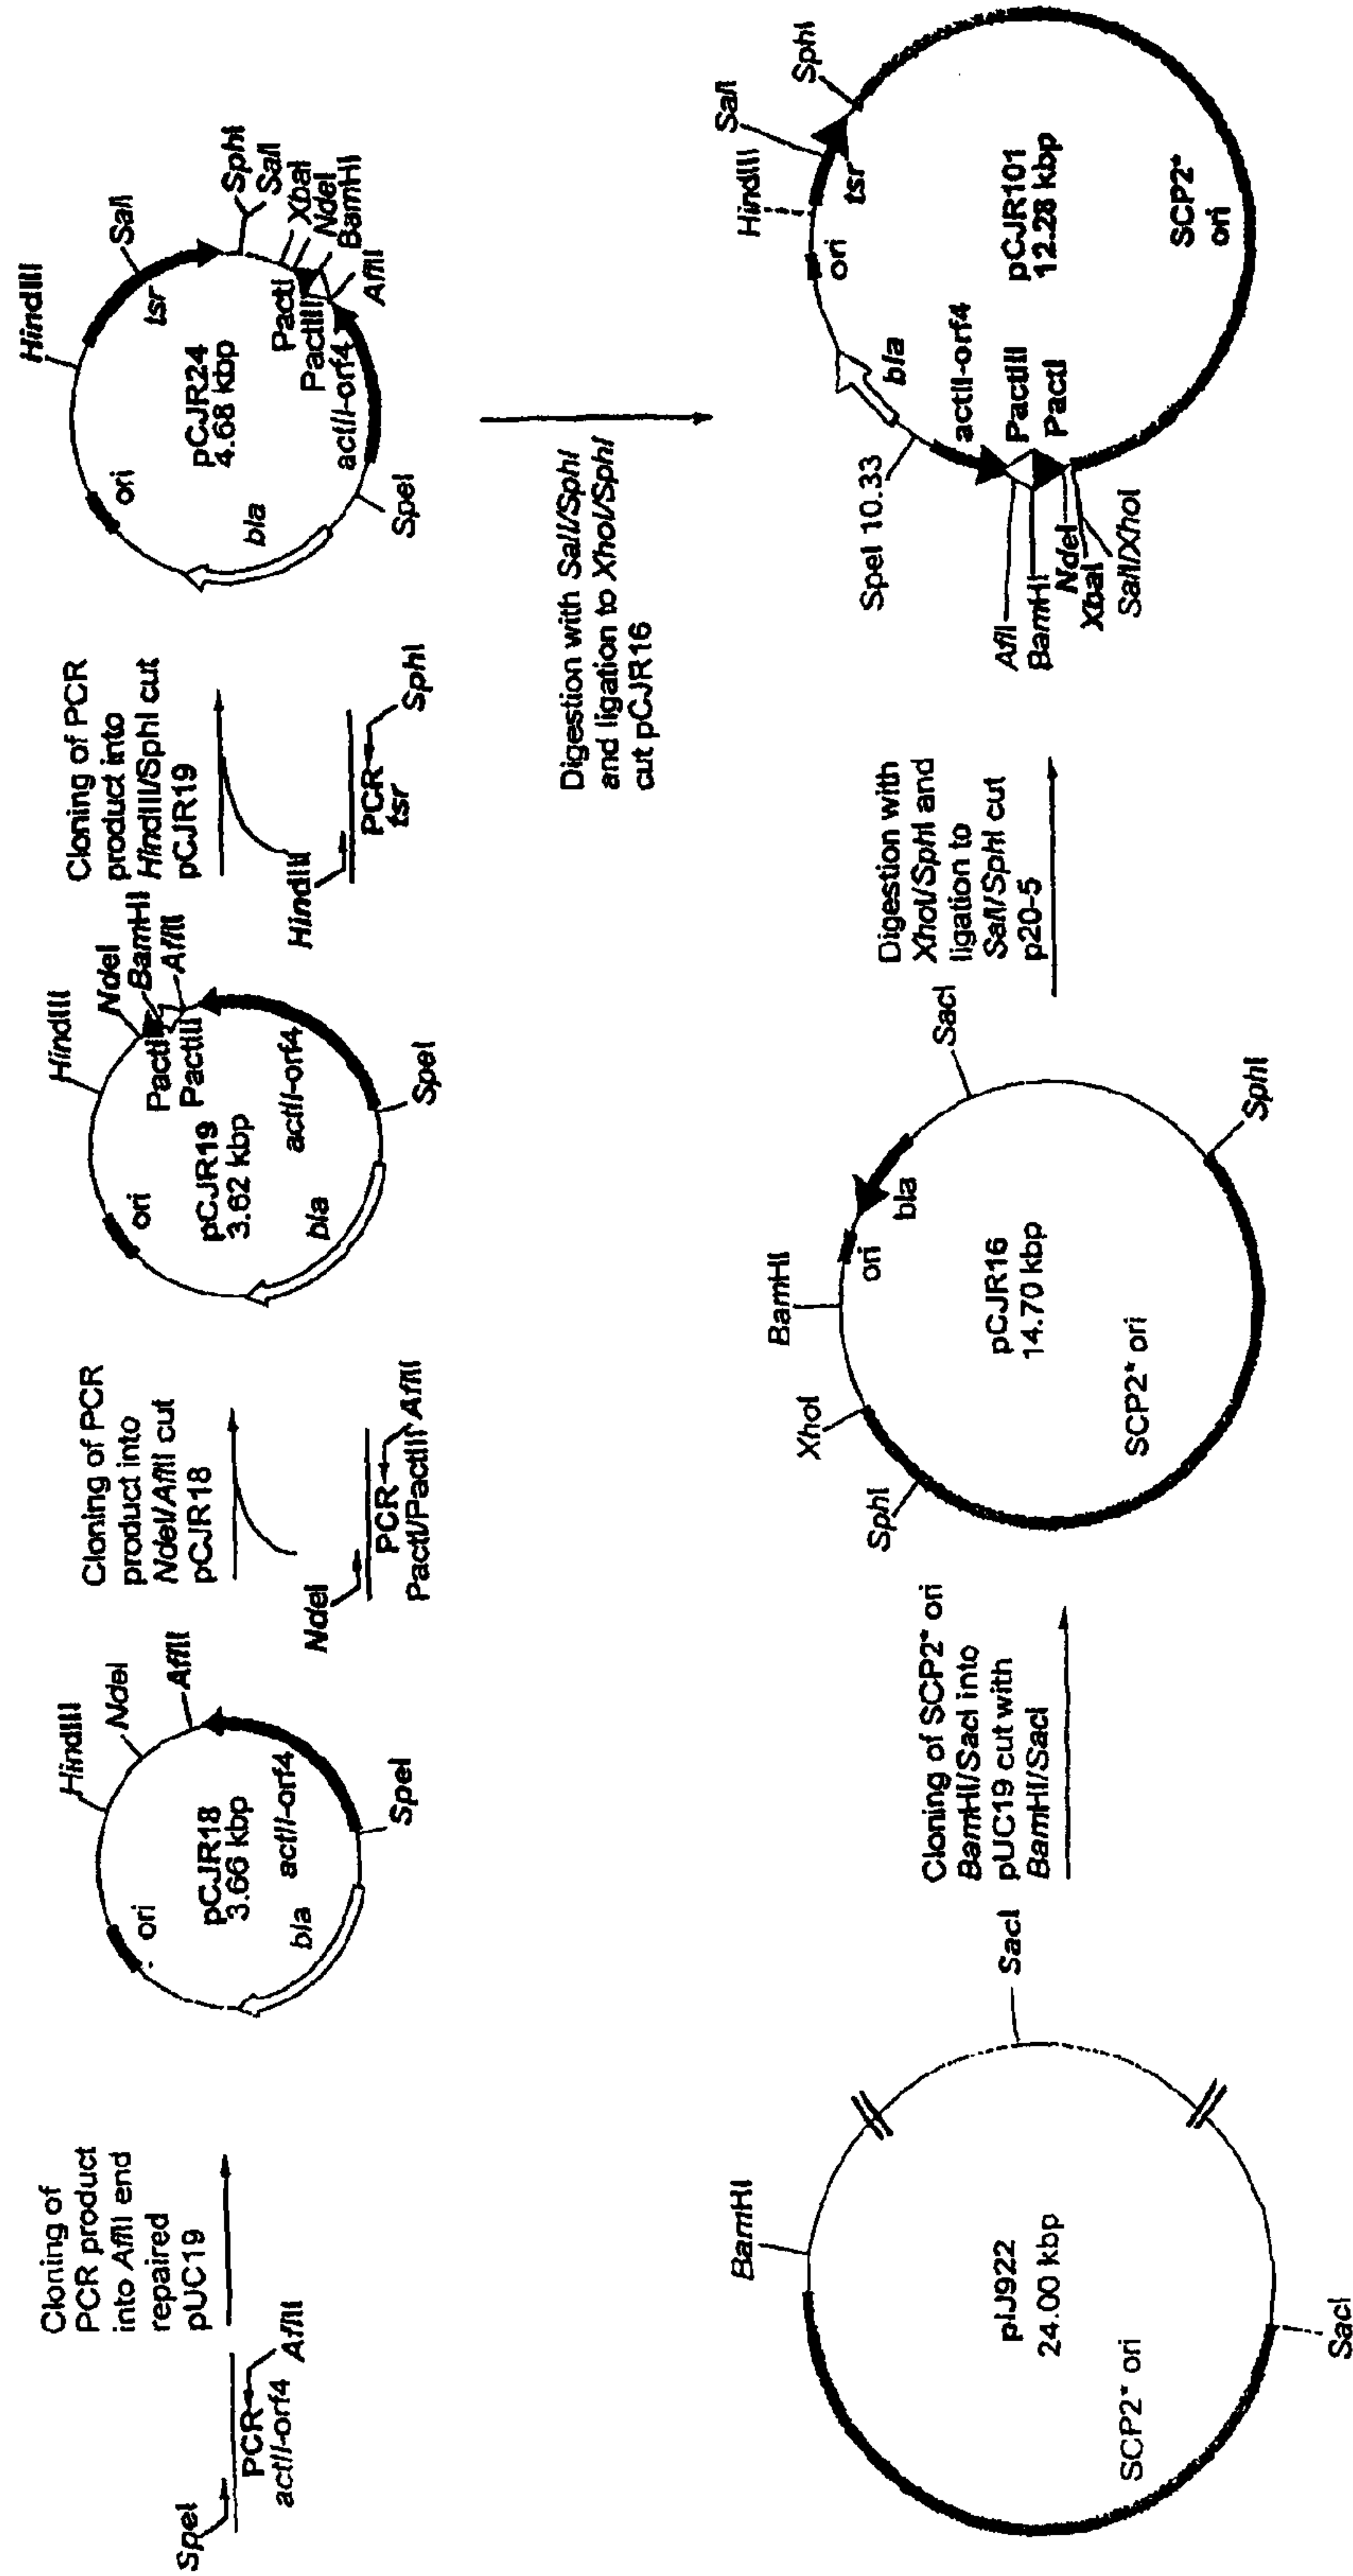 SpeI
PCR
actII-orf4
AflII
Cloning of
PCR product
into AflII end
repaired
pUC19
HindIII
NdeI
AflII
ori
pCJR18
3.66 kbp
actII-orf4
bla
SpeI
Cloning of PCR
product into
NdeI/AflII cut
pCJR18
NdeI
PCR
PactI/PactIII
AflII
HindIII
NdeI
BamHI
AflII
PactI
PactIII
ori
pCJR19
3.62 kbp
actII-orf4
bla
SpeI
Cloning of PCR
product into
HindIII/SphI cut
pCJR19
HindIII
PCR
tsr
SphI
HindIII
SalI
tsr
SphI
SalI
XbaI
NdeI
BamHI
AflII
PactI
PactIII
actII-orf4
ori
pCJR24
4.68 kbp
bla
SpeI
Digestion with SalI/SphI
and ligation to XhoI/SphI
cut pCJR16
BamHI
SacI
pIJ922
24.00 kbp
SCP2* ori
SacI
Cloning of SCP2* ori
BamHI/SacI into
pUC19 cut with
BamHI/SacI
BamHI
XhoI
SphI
ori
bla
SacI
pCJR16
14.70 kbp
SCP2* ori
SphI
Digestion with
XhoI/SphI and
ligation to
SalI/SphI cut
p20-5
HindIII
SalI
SphI
ori
tsr
bla
SpeI 10.33
actII-orf4
PactIII
PactI
AflII
BamHI
NdeI
XbaI
SalI/XhoI
pCJR101
12.28 kbp
SCP2*
ori